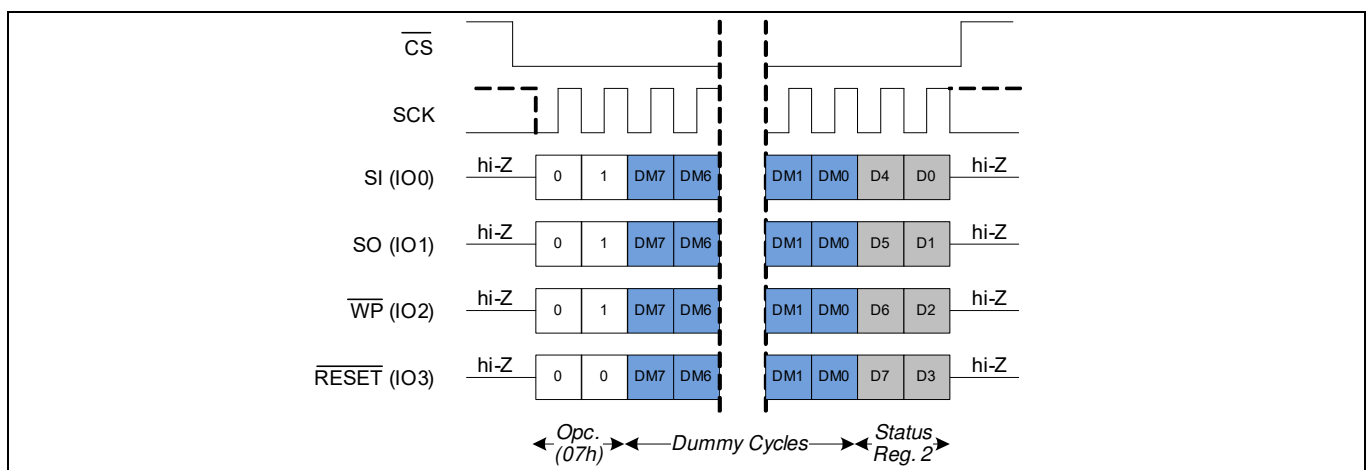 CS
SCK
SI (IO0) hi-Z 0 1 DM7 DM6 DM1 DM0 D4 D0 hi-Z
SO (IO1) hi-Z 0 1 DM7 DM6 DM1 DM0 D5 D1 hi-Z
WP (IO2) hi-Z 0 1 DM7 DM6 DM1 DM0 D6 D2 hi-Z
RESET (IO3) hi-Z 0 0 DM7 DM6 DM1 DM0 D7 D3 hi-Z
Opc. Status
(07h) Dummy Cycles Reg. 2